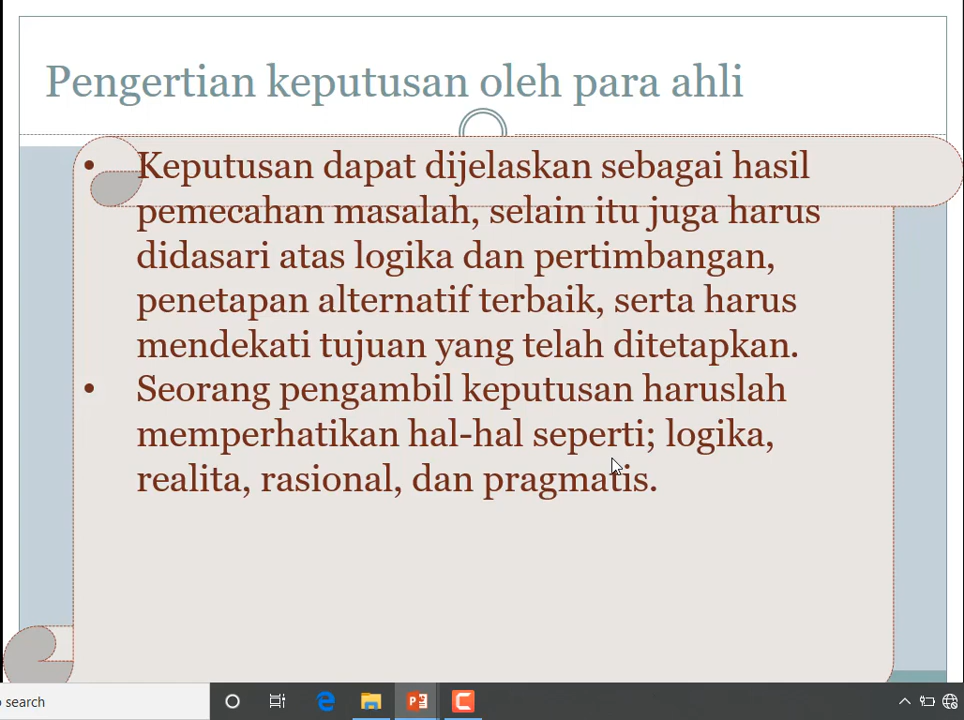 Pengertian keputusan oleh para ahli
• Keputusan dapat dijelaskan sebagai hasil
pemecahan masalah, selain itu juga harus
didasari atas logika dan pertimbangan,
penetapan alternatif terbaik, serta harus
mendekati tujuan yang telah ditetapkan.
• Seorang pengambil keputusan haruslah
memperhatikan hal-hal seperti; logika,
realita, rasional, dan pragmatis.
search